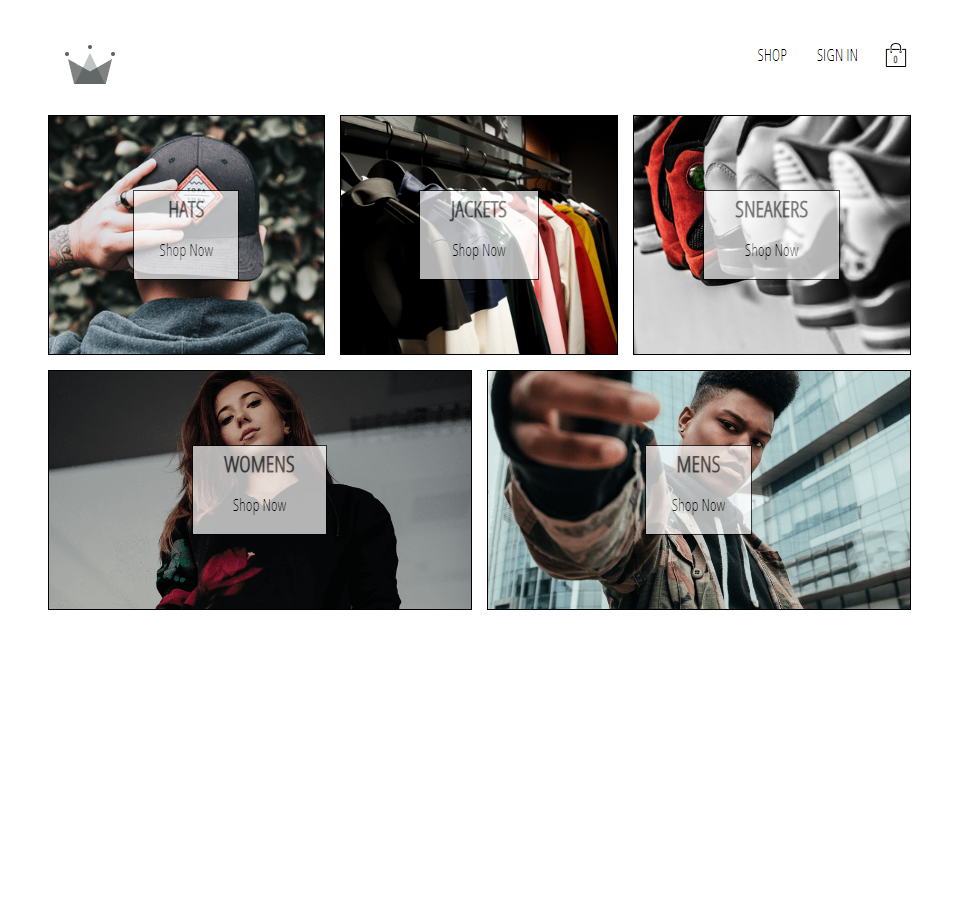 SHOP
SIGN IN
0
HATS
Shop Now
JACKETS
Shop Now
SNEAKERS
Shop Now
WOMENS
Shop Now
MENS
Shop Now